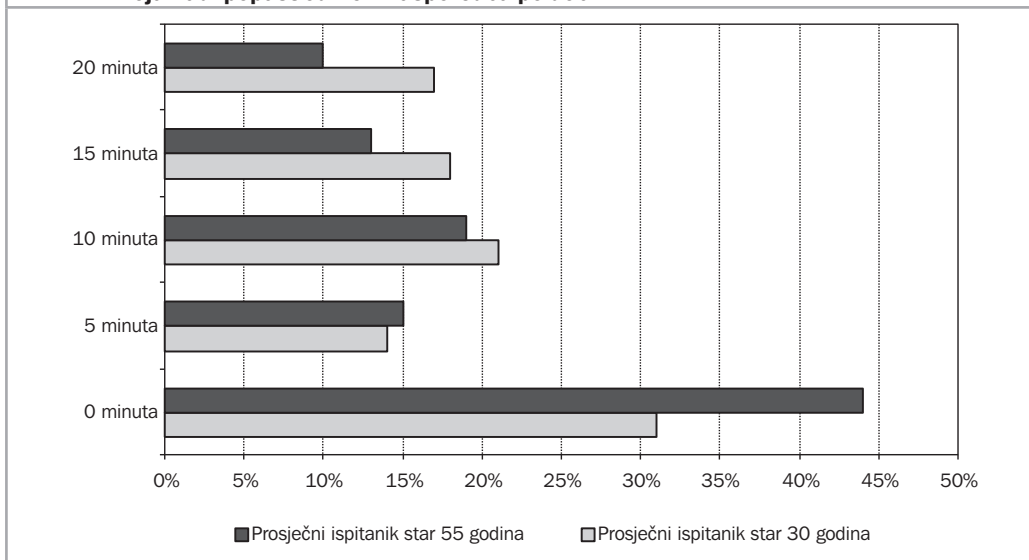 20 minuta
15 minuta
10 minuta
5 minuta
0 minuta
0% 5% 10% 15% 20% 25% 30% 35% 40% 45% 50%
Prosječni ispitanik star 55 godina Prosječni ispitanik star 30 godina